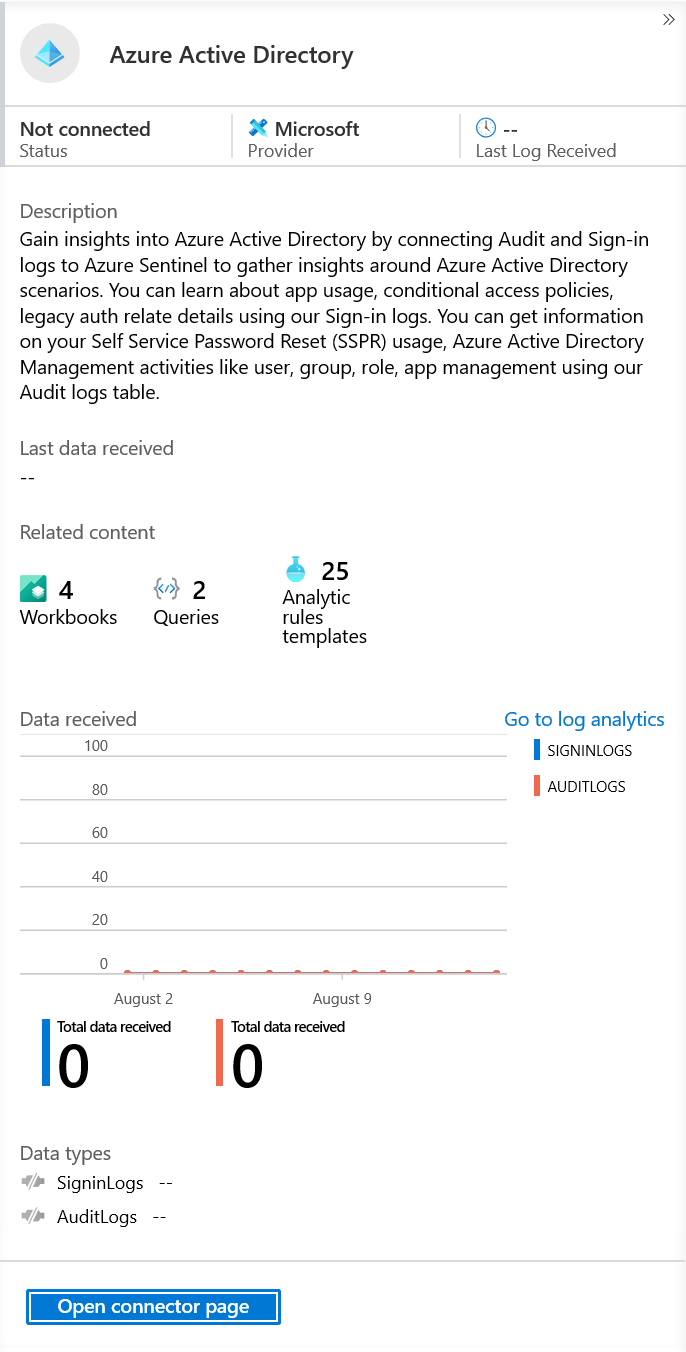 Azure Active Directory
Not connected
Status
Microsoft
Provider
--
Last Log Received
Description
Gain insights into Azure Active Directory by connecting Audit and Sign-in
logs to Azure Sentinel to gather insights around Azure Active Directory
scenarios. You can learn about app usage, conditional access policies,
legacy auth relate details using our Sign-in logs. You can get information
on your Self Service Password Reset (SSPR) usage, Azure Active Directory
Management activities like user, group, role, app management using our
Audit logs table.
Last data received
--
Related content
4
Workbooks
2
Queries
25
Analytic
rules
templates
Data received
Go to log analytics
100
80
60
40
20
0
August 2
August 9
SIGNINLOGS
AUDITLOGS
Total data received
0
Total data received
0
Data types
SigninLogs --
AuditLogs --
Open connector page